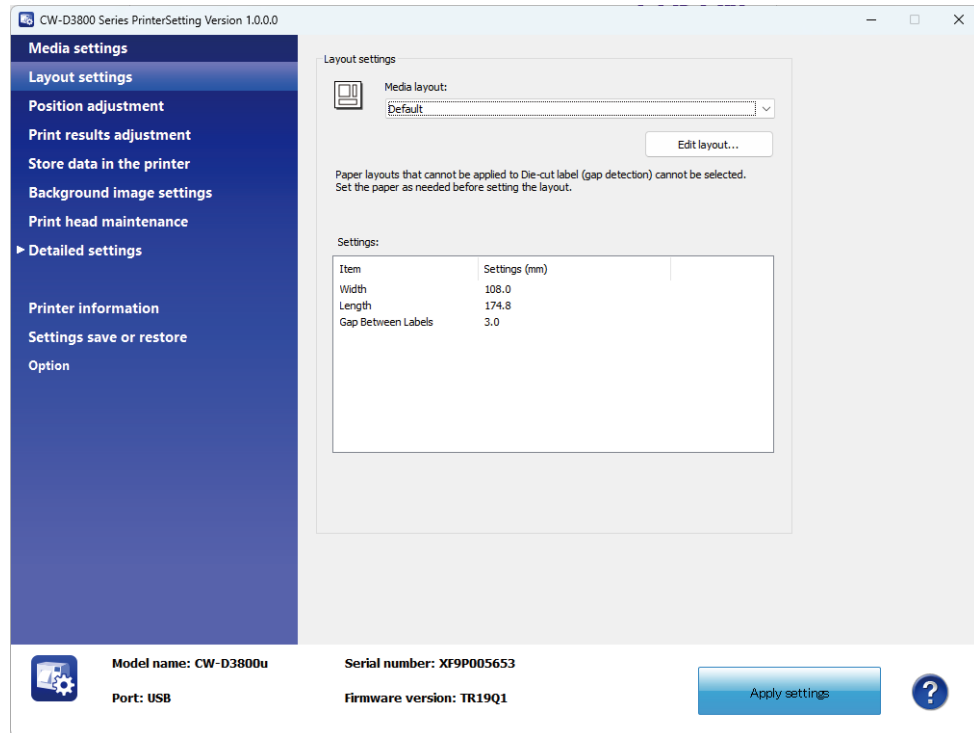 CW-D3800 Series PrinterSetting Version 1.0.0.0
Media settings
Layout settings
Position adjustment
Print results adjustment
Store data in the printer
Background image settings
Print head maintenance
Detailed settings
Printer information
Settings save or restore
Option
Layout settings
Media layout:
Default
Edit layout...
Paper layouts that cannot be applied to Die-cut label (gap detection) cannot be selected.
Set the paper as needed before setting the layout.
Settings:
Item Settings (mm)
Width 108.0
Length 174.8
Gap Between Labels 3.0
Model name: CW-D3800u Serial number: XF9P005653
Port: USB Firmware version: TR19Q1
Apply settings
?